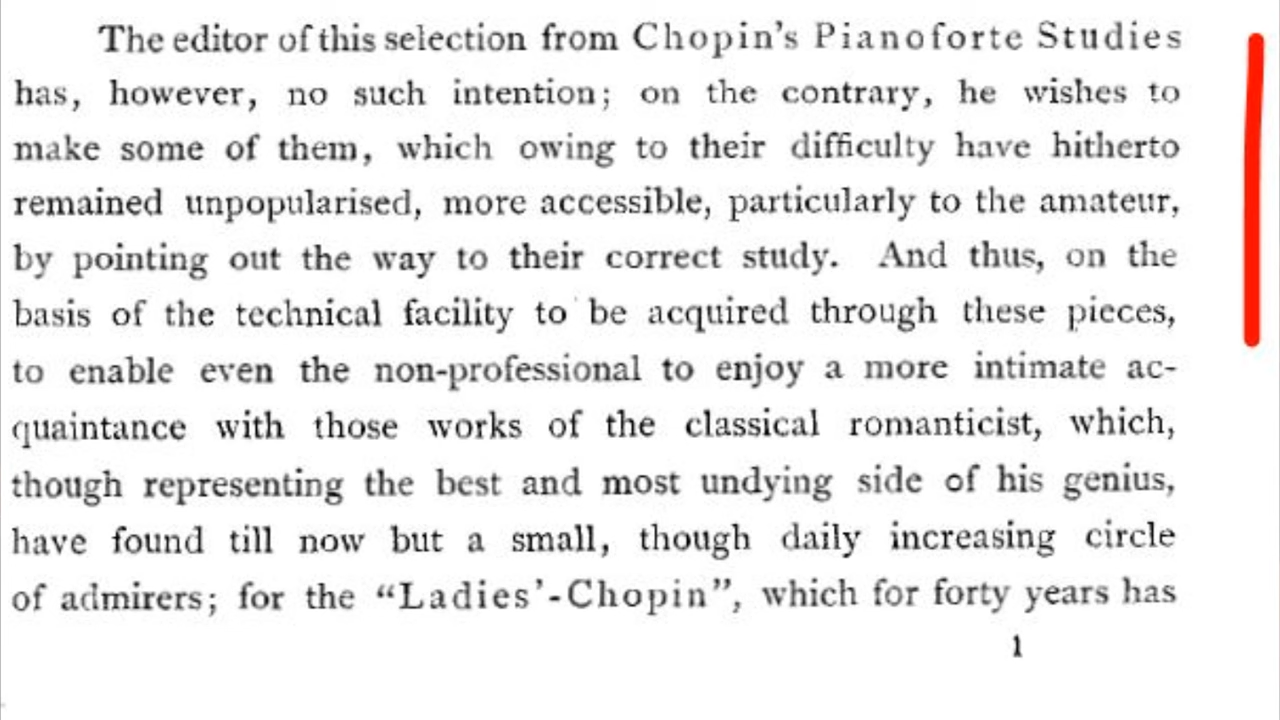 The editor of this selection from Chopin's Pianoforte Studies
has, however, no such intention; on the contrary, he wishes to
make some of them, which owing to their difficulty have hitherto
remained unpopularised, more accessible, particularly to the amateur,
by pointing out the way to their correct study. And thus, on the
basis of the technical facility to be acquired through these pieces,
to enable even the non-professional to enjoy a more intimate ac-
quaintance with those works of the classical romanticist, which,
though representing the best and most undying side of his genius,
have found till now but a small, though daily increasing circle
of admirers; for the “Ladies’-Chopin”, which for forty years has
1